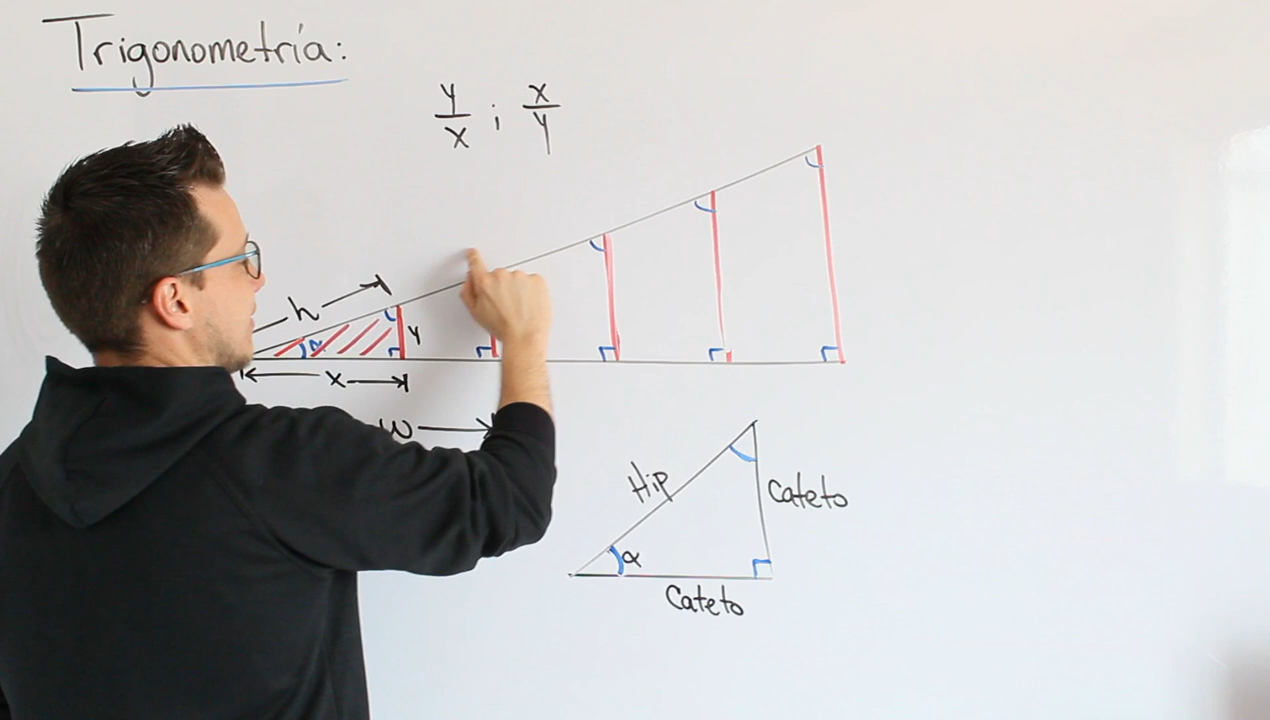 Trigonometría:
y/x ; x/y
h
α
y
x
w
Hip
Cateto
α
Cateto